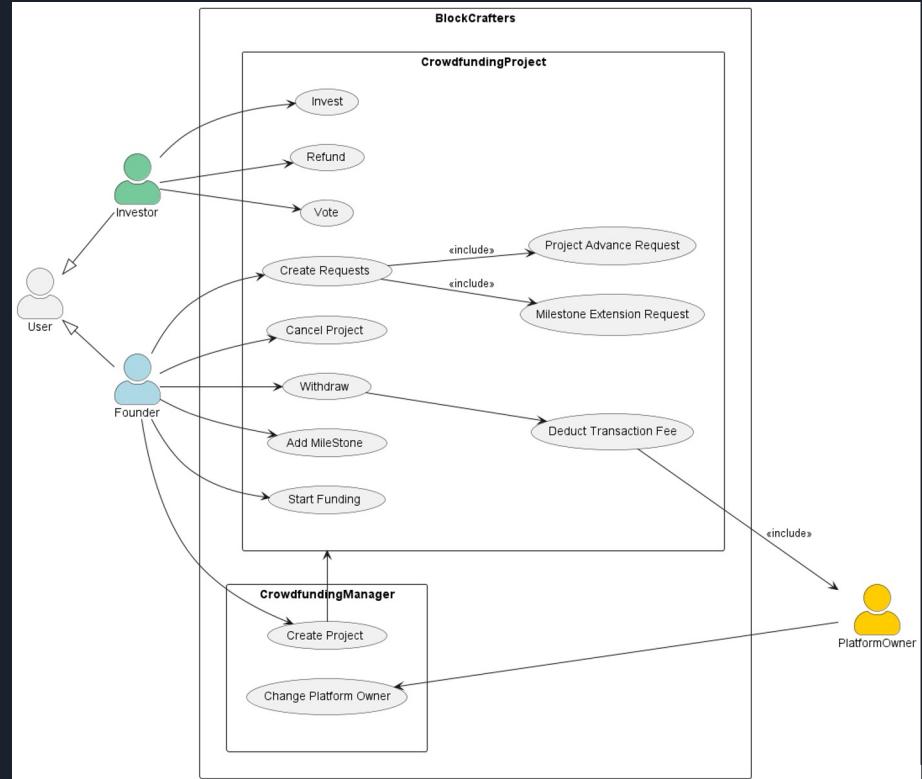 BlockCrafters
CrowdfundingProject
Invest
Refund
Vote
Investor
Create Requests
«include»
Project Advance Request
«include»
Milestone Extension Request
User
Cancel Project
Founder
Withdraw
Deduct Transaction Fee
Add MileStone
Start Funding
«include»
CrowdfundingManager
Create Project
PlatformOwner
Change Platform Owner